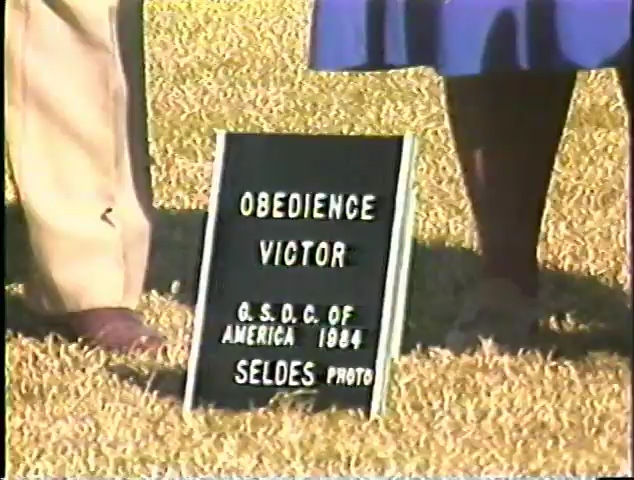 OBEDIENCE
VICTOR
G. S. D. C. OF
AMERICA 1984
SELDES PHOTO